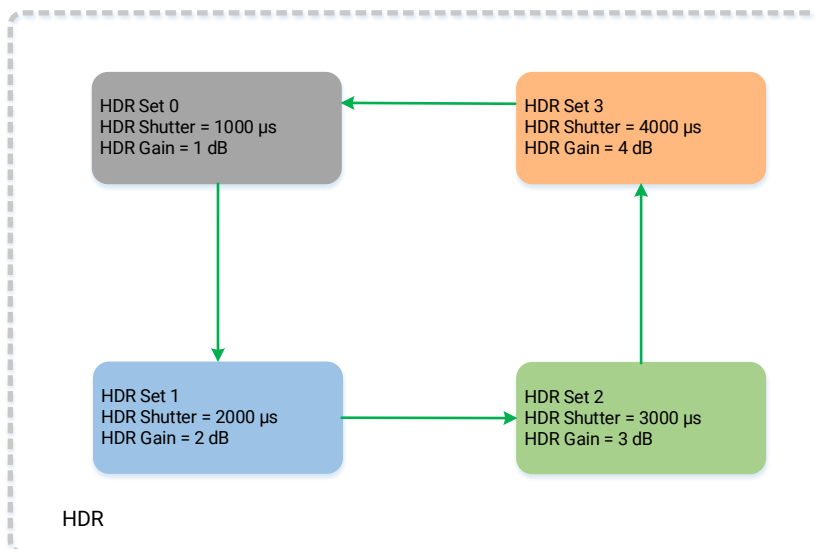 HDR Set 0
HDR Shutter = 1000 µs
HDR Gain = 1 dB
HDR Set 3
HDR Shutter = 4000 µs
HDR Gain = 4 dB
HDR Set 1
HDR Shutter = 2000 µs
HDR Gain = 2 dB
HDR Set 2
HDR Shutter = 3000 µs
HDR Gain = 3 dB
HDR